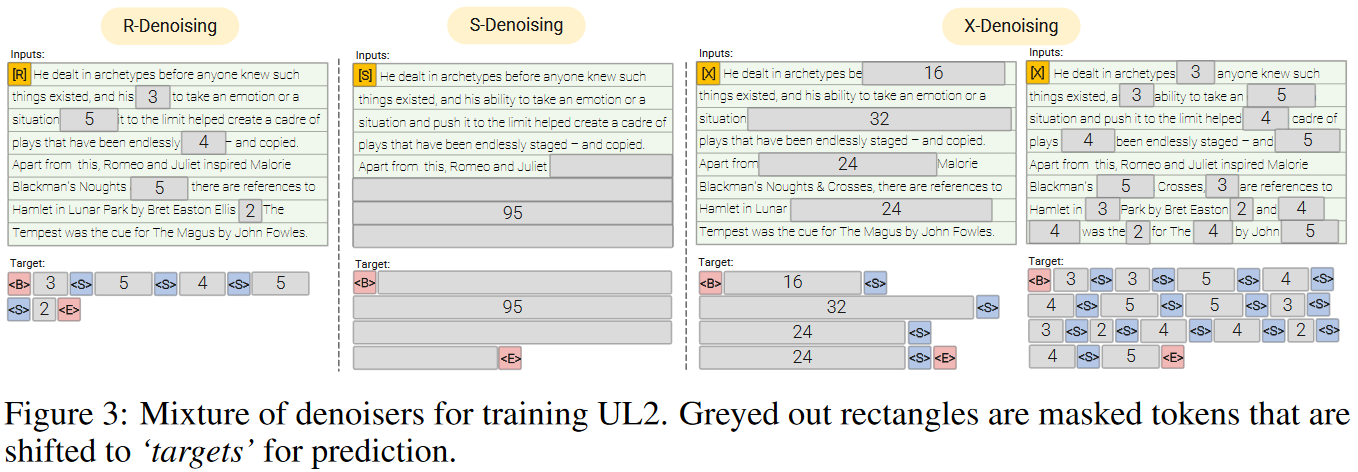 R-Denoising
Inputs:
[R] He dealt in archetypes before anyone knew such
things existed, and his 3 to take an emotion or a
situation 5 it to the limit helped create a cadre of
plays that have been endlessly 4 – and copied.
Apart from this, Romeo and Juliet inspired Malorie
Blackman's Noughts 5 there are references to
Hamlet in Lunar Park by Bret Easton Ellis 2 The
Tempest was the cue for The Magus by John Fowles.
Target:
<B> 3 <S> 5 <S> 4 <S> 5
<S> 2 <E>
S-Denoising
Inputs:
[S] He dealt in archetypes before anyone knew such
things existed, and his ability to take an emotion or a
situation and push it to the limit helped create a cadre of
plays that have been endlessly staged – and copied.
Apart from this, Romeo and Juliet
95
Target:
<B>
95
<E>
X-Denoising
Inputs:
[X] He dealt in archetypes be 16
things existed, and his ability to take an emotion or a
situation 32
plays that have been endlessly staged – and copied.
Apart from 24 Malorie
Blackman's Noughts & Crosses, there are references to
Hamlet in Lunar 24
Tempest was the cue for The Magus by John Fowles.
Target:
<B> 16 <S>
32 <S>
24 <S>
24 <S> <E>
Inputs:
[X] He dealt in archetypes 3 anyone knew such
things existed, a 3 ability to take an 5
situation and push it to the limit helped 4 cadre of
plays 4 been endlessly staged – and 5
Apart from this, Romeo and Juliet inspired Malorie
Blackman's 5 Crosses, 3 are references to
Hamlet in 3 Park by Bret Easton 2 and 4
4 was the 2 for The 4 by John 5
Target:
<B> 3 <S> 3 <S> 5 <S> 4 <S>
4 <S> 5 <S> 5 <S> 3 <S>
3 <S> 2 <S> 4 <S> 4 <S> 2 <S>
4 <S> 5 <E>
Figure 3: Mixture of denoisers for training UL2. Greyed out rectangles are masked tokens that are
shifted to ‘targets’ for prediction.